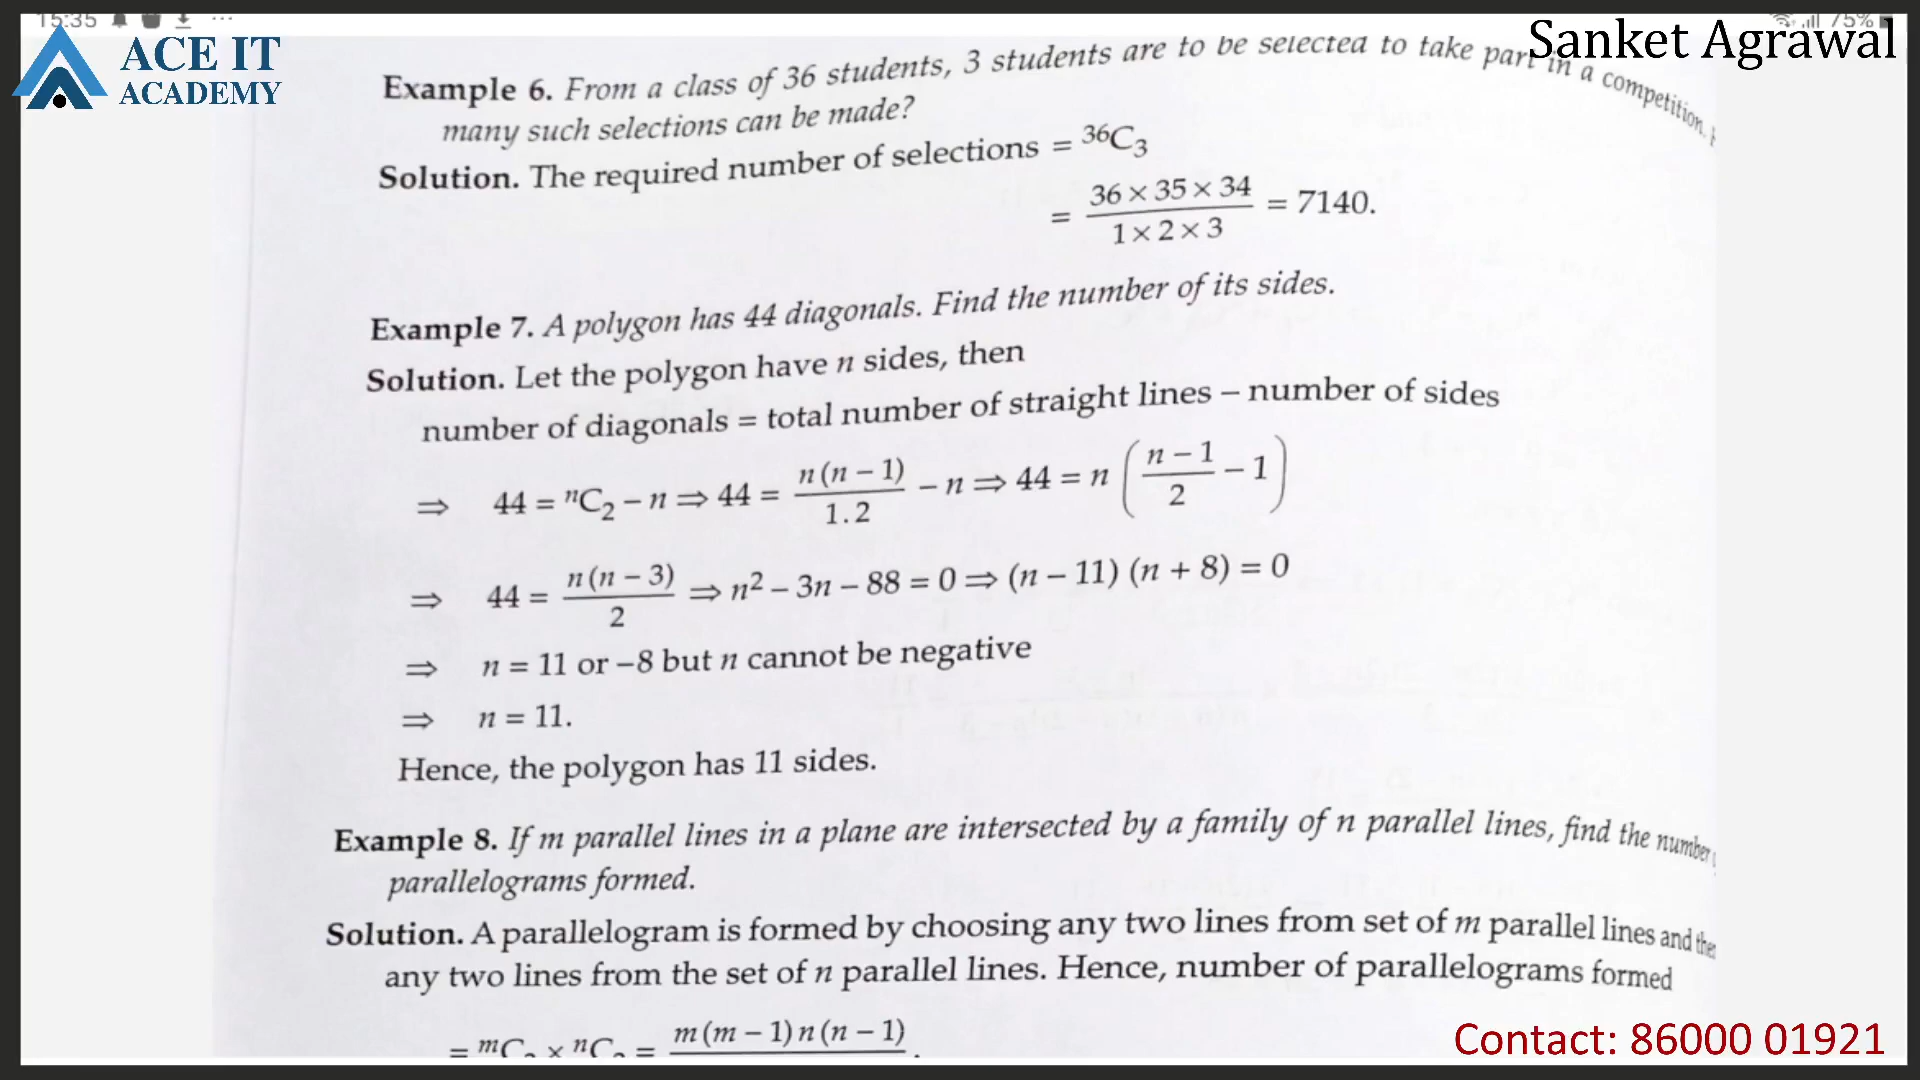 15:35
75%
ACE IT
ACADEMY
Sanket Agrawal
Example 6. From a class of 36 students, 3 students are to be selected to take part in a competition.
many such selections can be made?
Solution. The required number of selections = ³⁶C₃
= (36 × 35 × 34)/(1 × 2 × 3) = 7140.
Example 7. A polygon has 44 diagonals. Find the number of its sides.
Solution. Let the polygon have n sides, then
number of diagonals = total number of straight lines – number of sides
⇒ 44 = ⁿC₂ – n ⇒ 44 = n (n – 1)/1.2 – n ⇒ 44 = n ((n – 1)/2 – 1)
⇒ 44 = n (n – 3)/2 ⇒ n² – 3n – 88 = 0 ⇒ (n – 11) (n + 8) = 0
⇒ n = 11 or –8 but n cannot be negative
⇒ n = 11.
Hence, the polygon has 11 sides.
Example 8. If m parallel lines in a plane are intersected by a family of n parallel lines, find the number
parallelograms formed.
Solution. A parallelogram is formed by choosing any two lines from set of m parallel lines and then
any two lines from the set of n parallel lines. Hence, number of parallelograms formed
= ᵐC₂ × ⁿC₂ = m (m – 1) n (n – 1)
Contact: 86000 01921